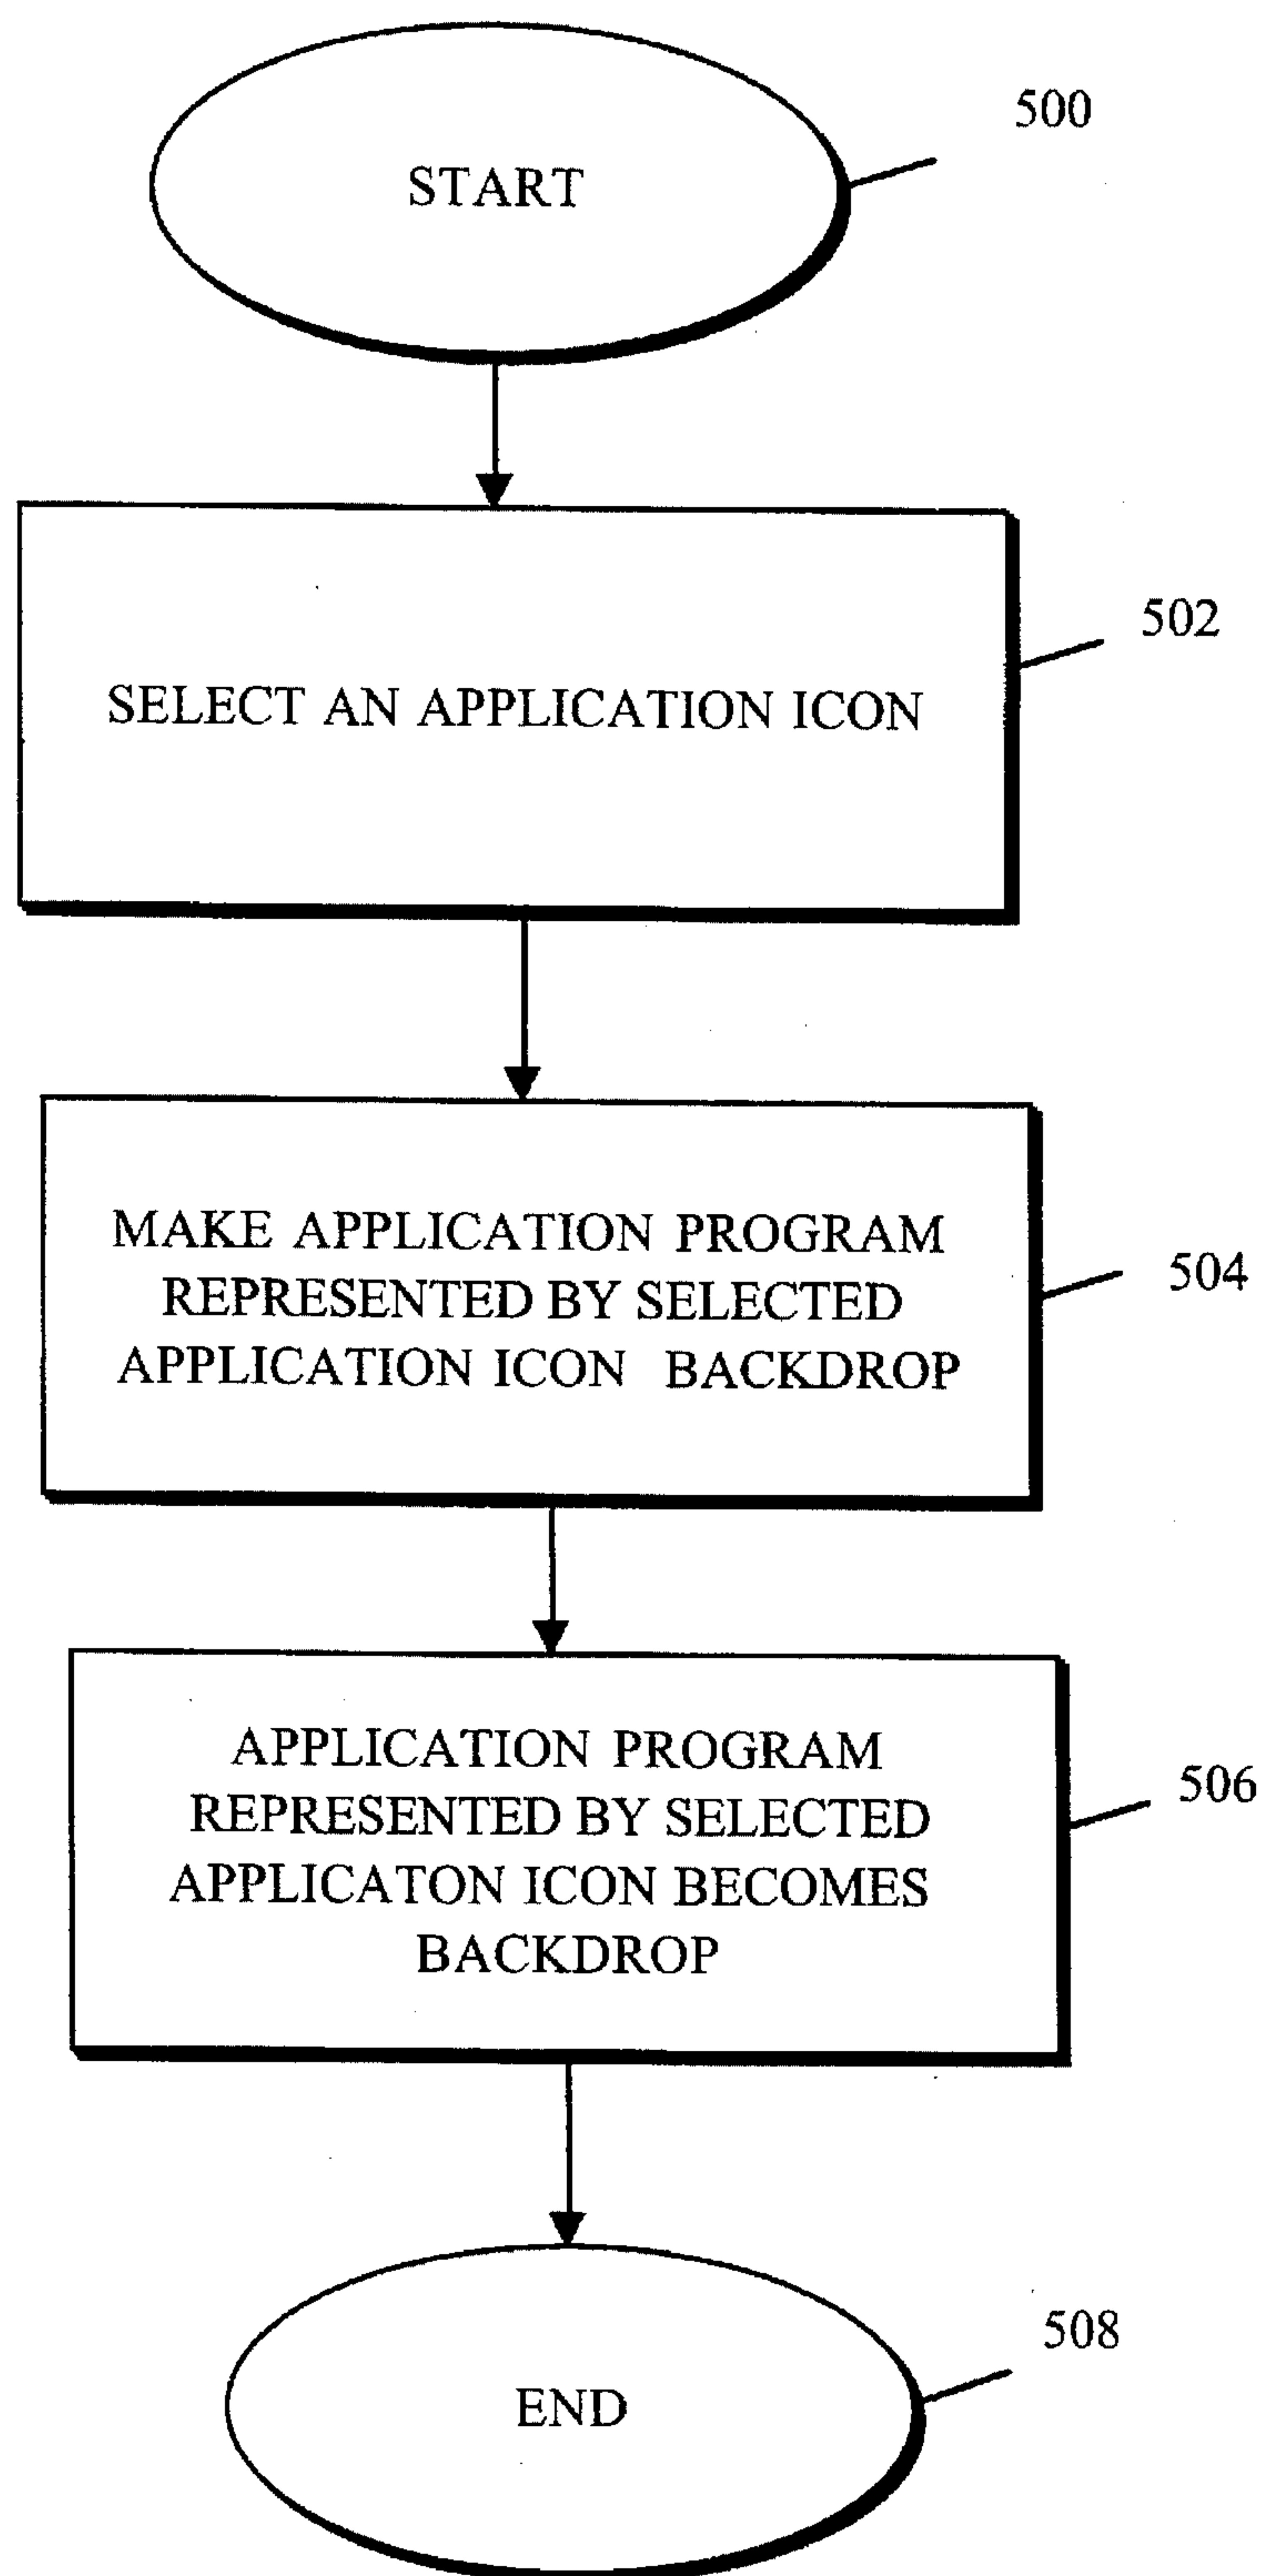 500
START
502
SELECT AN APPLICATION ICON
MAKE APPLICATION PROGRAM
REPRESENTED BY SELECTED
APPLICATION ICON BACKDROP
504
APPLICATION PROGRAM
REPRESENTED BY SELECTED
APPLICATON ICON BECOMES
BACKDROP
506
508
END